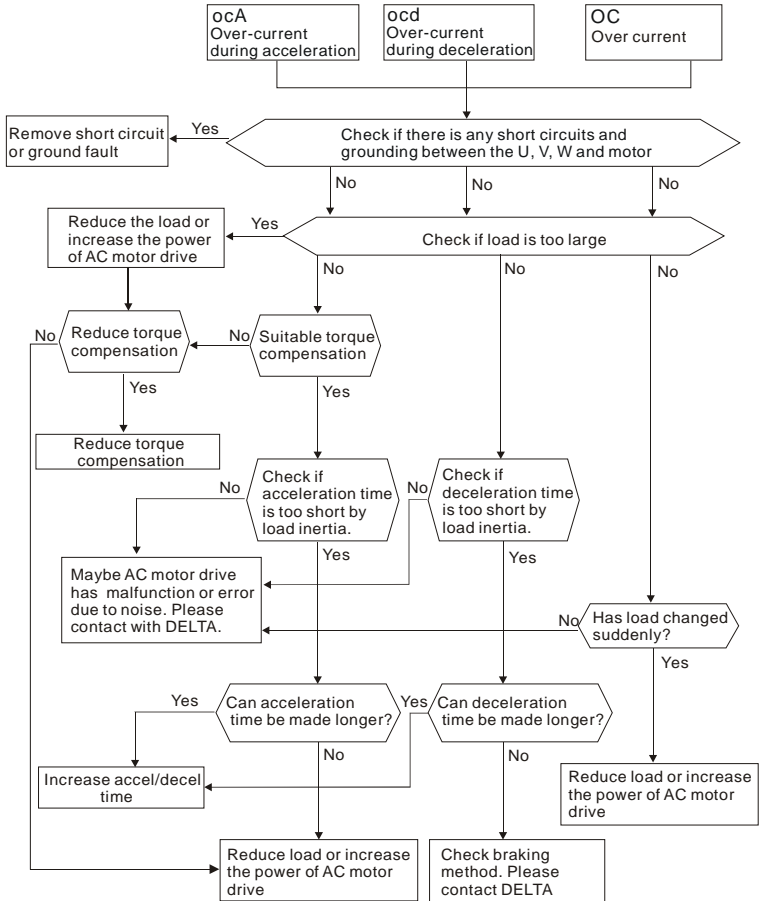 ocA
Over-current
during acceleration
ocd
Over-current
during deceleration
OC
Over current
Remove short circuit
or ground fault
Yes
Check if there is any short circuits and
grounding between the U, V, W and motor
No
No
No
Reduce the load or
increase the power
of AC motor drive
Yes
Check if load is too large
No
No
No
No
Reduce torque
compensation
No
Suitable torque
compensation
Yes
Yes
Reduce torque
compensation
No
Check if
acceleration time
is too short by
load inertia.
No
Check if
deceleration time
is too short by
load inertia.
Yes
Yes
Maybe AC motor drive
has malfunction or error
due to noise. Please
contact with DELTA.
No
Has load changed
suddenly?
Yes
Yes
Can acceleration
time be made longer?
Yes
Can deceleration
time be made longer?
No
No
Increase accel/decel
time
Reduce load or increase
the power of AC motor
drive
Reduce load or increase
the power of AC motor
drive
Check braking
method. Please
contact DELTA